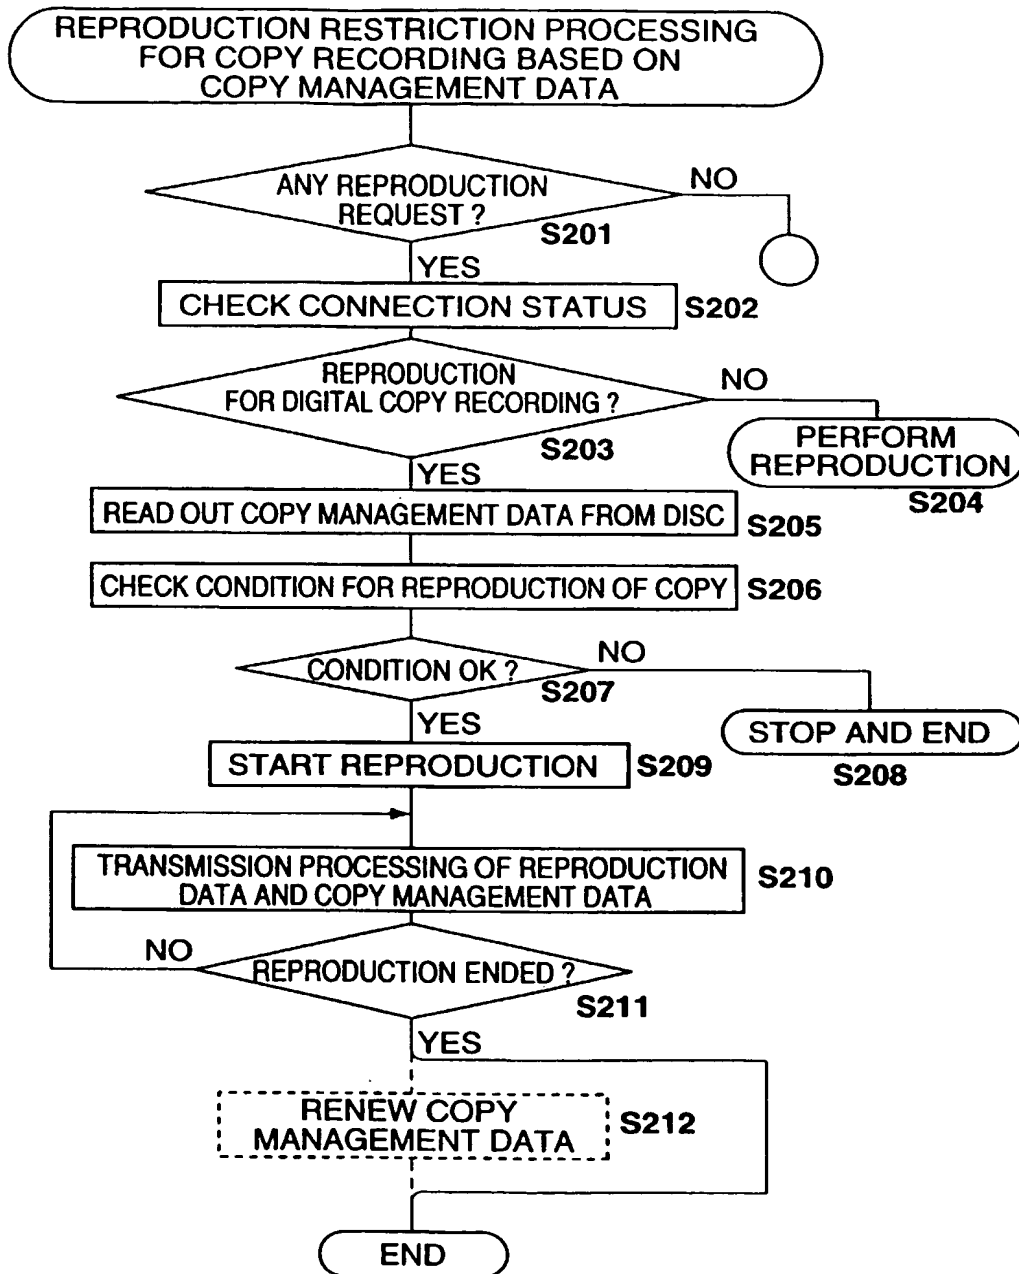 REPRODUCTION RESTRICTION PROCESSING
FOR COPY RECORDING BASED ON
COPY MANAGEMENT DATA
ANY REPRODUCTION
REQUEST ?
NO
S201
YES
CHECK CONNECTION STATUS
S202
REPRODUCTION
FOR DIGITAL COPY RECORDING ?
NO
S203
PERFORM
REPRODUCTION
S204
YES
READ OUT COPY MANAGEMENT DATA FROM DISC
S205
CHECK CONDITION FOR REPRODUCTION OF COPY
S206
CONDITION OK ?
NO
S207
YES
STOP AND END
S208
START REPRODUCTION
S209
TRANSMISSION PROCESSING OF REPRODUCTION
DATA AND COPY MANAGEMENT DATA
S210
NO
REPRODUCTION ENDED ?
S211
YES
RENEW COPY
MANAGEMENT DATA
S212
END